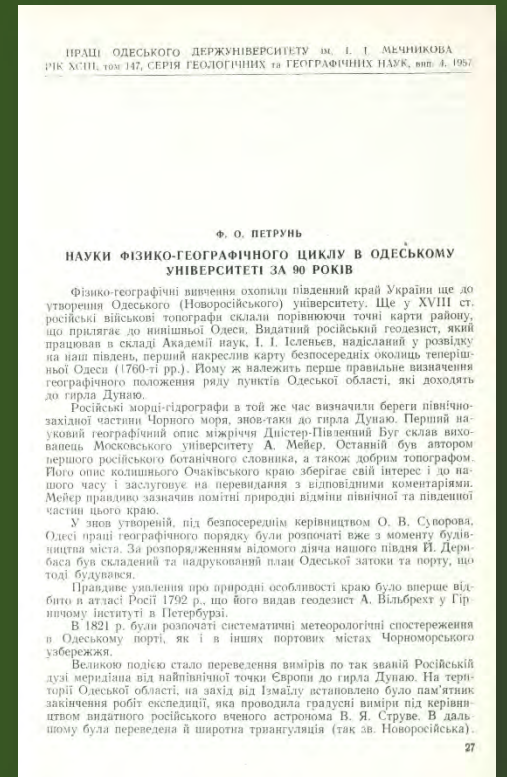 ПРАЦІ ОДЕСЬКОГО ДЕРЖУНІВЕРСИТЕТУ ім. І. І. МЕЧНИКОВА
РІК XCIII, том 147, СЕРІЯ ГЕОЛОГІЧНИХ та ГЕОГРАФІЧНИХ НАУК, вип. 4, 1957
Ф. О. ПЕТРУНЬ
НАУКИ ФІЗИКО-ГЕОГРАФІЧНОГО ЦИКЛУ В ОДЕСЬКОМУ
УНІВЕРСИТЕТІ ЗА 90 РОКІВ
Фізико-географічні вивчення охопили південний край України ще до
утворення Одеського (Новоросійського) університету. Ще у XVIII ст.
російські військові топографи склали порівнюючи точні карти району,
що прилягає до нинішньої Одеси. Видатний російський геодезист, який
працював в складі Академії наук, І. І. Ісленьєв, надісланий у розвідку
на наш південь, перший накреслив карту безпосередніх околиць теперіш-
ньої Одеси (1760-ті рр.). Йому ж належить перше правильне визначення
географічного положення ряду пунктів Одеської області, які доходять
до гирла Дунаю.
Російські морці-гідрографи в той же час визначили береги північно-
західної частини Чорного моря, знов-таки до гирла Дунаю. Перший на-
уковий географічний опис міжріччя Дністер-Південний Буг склав вихо-
ванець Московського університету А. Мейєр. Останній був автором
першого російського ботанічного словника, а також добрим топографом.
Його опис колишнього Очаківського краю зберігає свій інтерес і до на-
шого часу і заслуговує на перевидання з відповідними коментаріями.
Мейєр правдиво зазначив помітні природні відміни північної та південної
частин цього краю.
У знов утвореній, під безпосереднім керівництвом О. В. Суворова,
Одесі праці географічного порядку були розпочаті вже з моменту будів-
ництва міста. За розпорядженням відомого діяча нашого півдня Й. Дери-
баса був складений та надрукований план Одеської затоки та порту, що
тоді будувався.
Правдиве уявлення про природні особливості краю було вперше від-
бито в атласі Росії 1792 р., що його видав геодезист А. Вільбрехт у Гір-
ничому інституті в Петербурзі.
В 1821 р. були розпочаті систематичні метеорологічні спостереження
в Одеському порті, як і в інших портових містах Чорноморського
узбережжя.
Великою подією стало переведення вимірів по так званій Російській
дузі меридіана від найпівнічної точки Європи до гирла Дунаю. На тери-
торії Одеської області, на захід від Ізмаїлу встановлено було пам'ятник
закінчення робіт експедиції, яка проводила градусні виміри під керівни-
цтвом видатного російського вченого астронома В. Я. Струве. В даль-
шому була переведена й широтна триангуляція (так зв. Новоросійська).
27